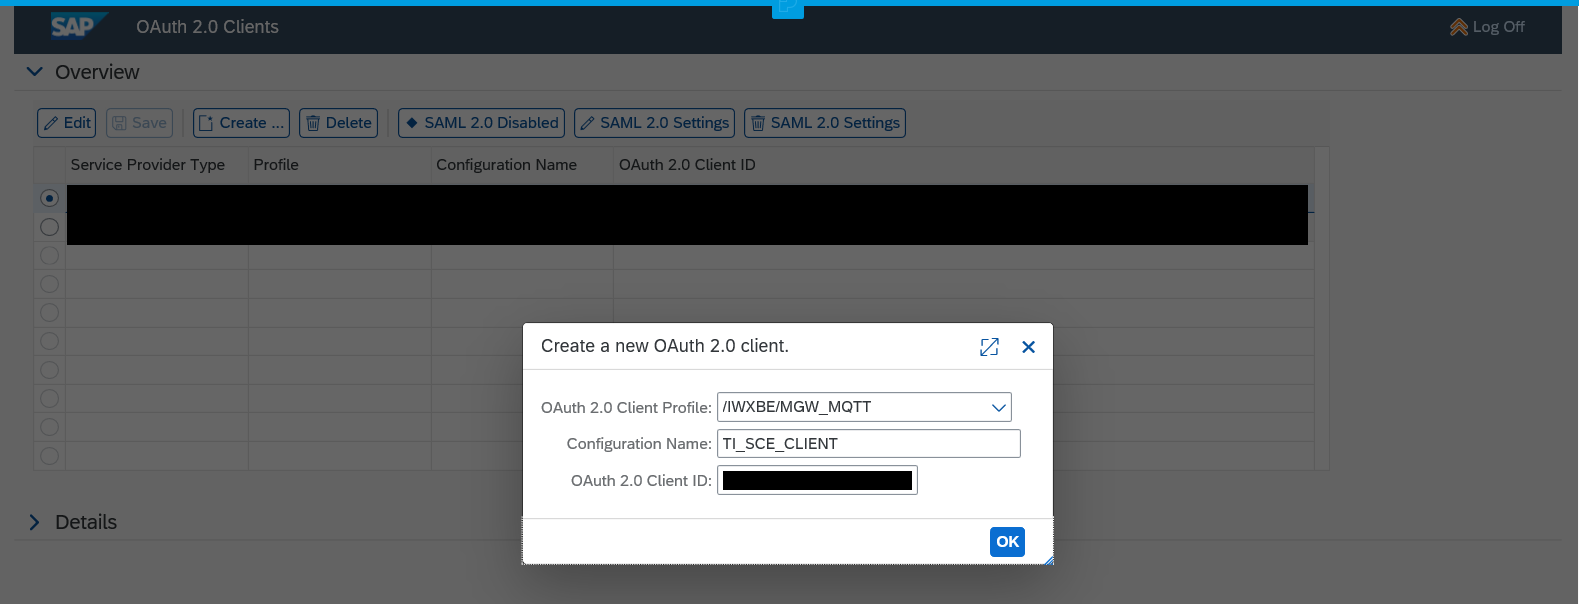 SAP OAuth 2.0 Clients Log Off
Overview
Edit Save Create ... Delete SAML 2.0 Disabled SAML 2.0 Settings SAML 2.0 Settings
Service Provider Type Profile Configuration Name OAuth 2.0 Client ID
Create a new OAuth 2.0 client.
OAuth 2.0 Client Profile: /IWXBE/MGW_MQTT
Configuration Name: TI_SCE_CLIENT
OAuth 2.0 Client ID:
Details
OK